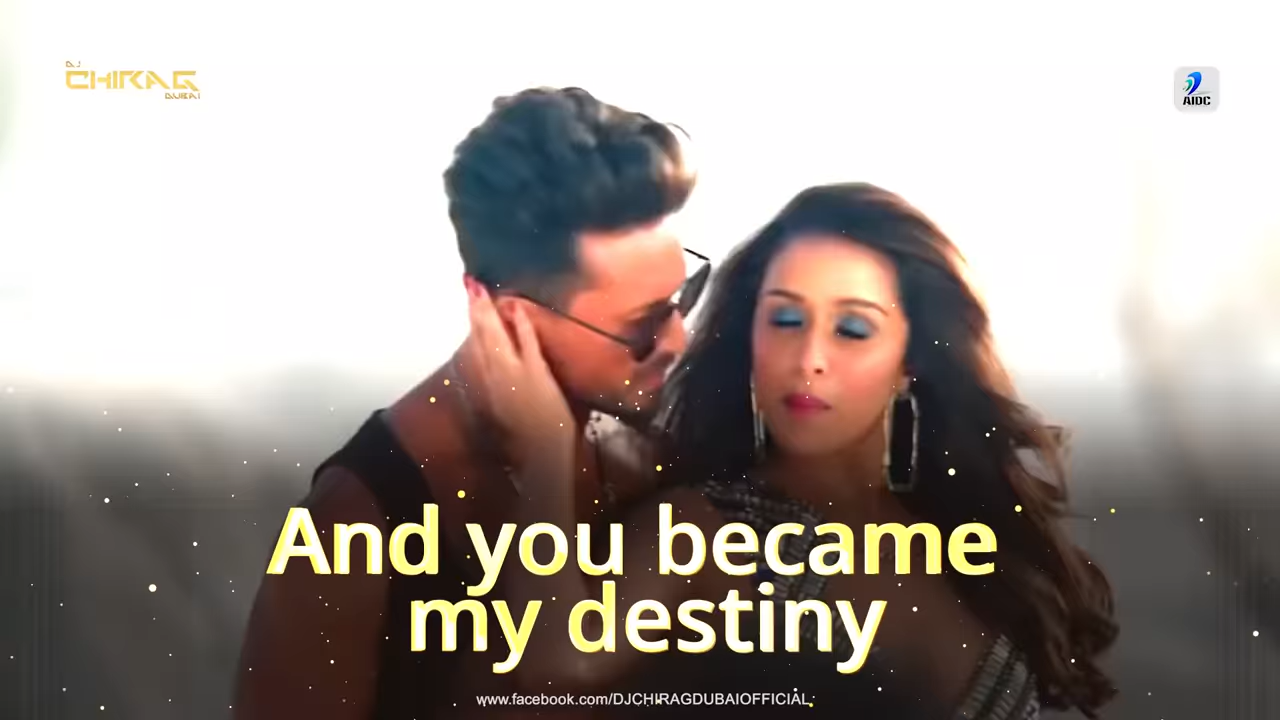 DJ
CHIRAG
DUBAI
AIDC
And you became
my destiny
www.facebook.com/DJCHIRAGDUBAIOFFICIAL